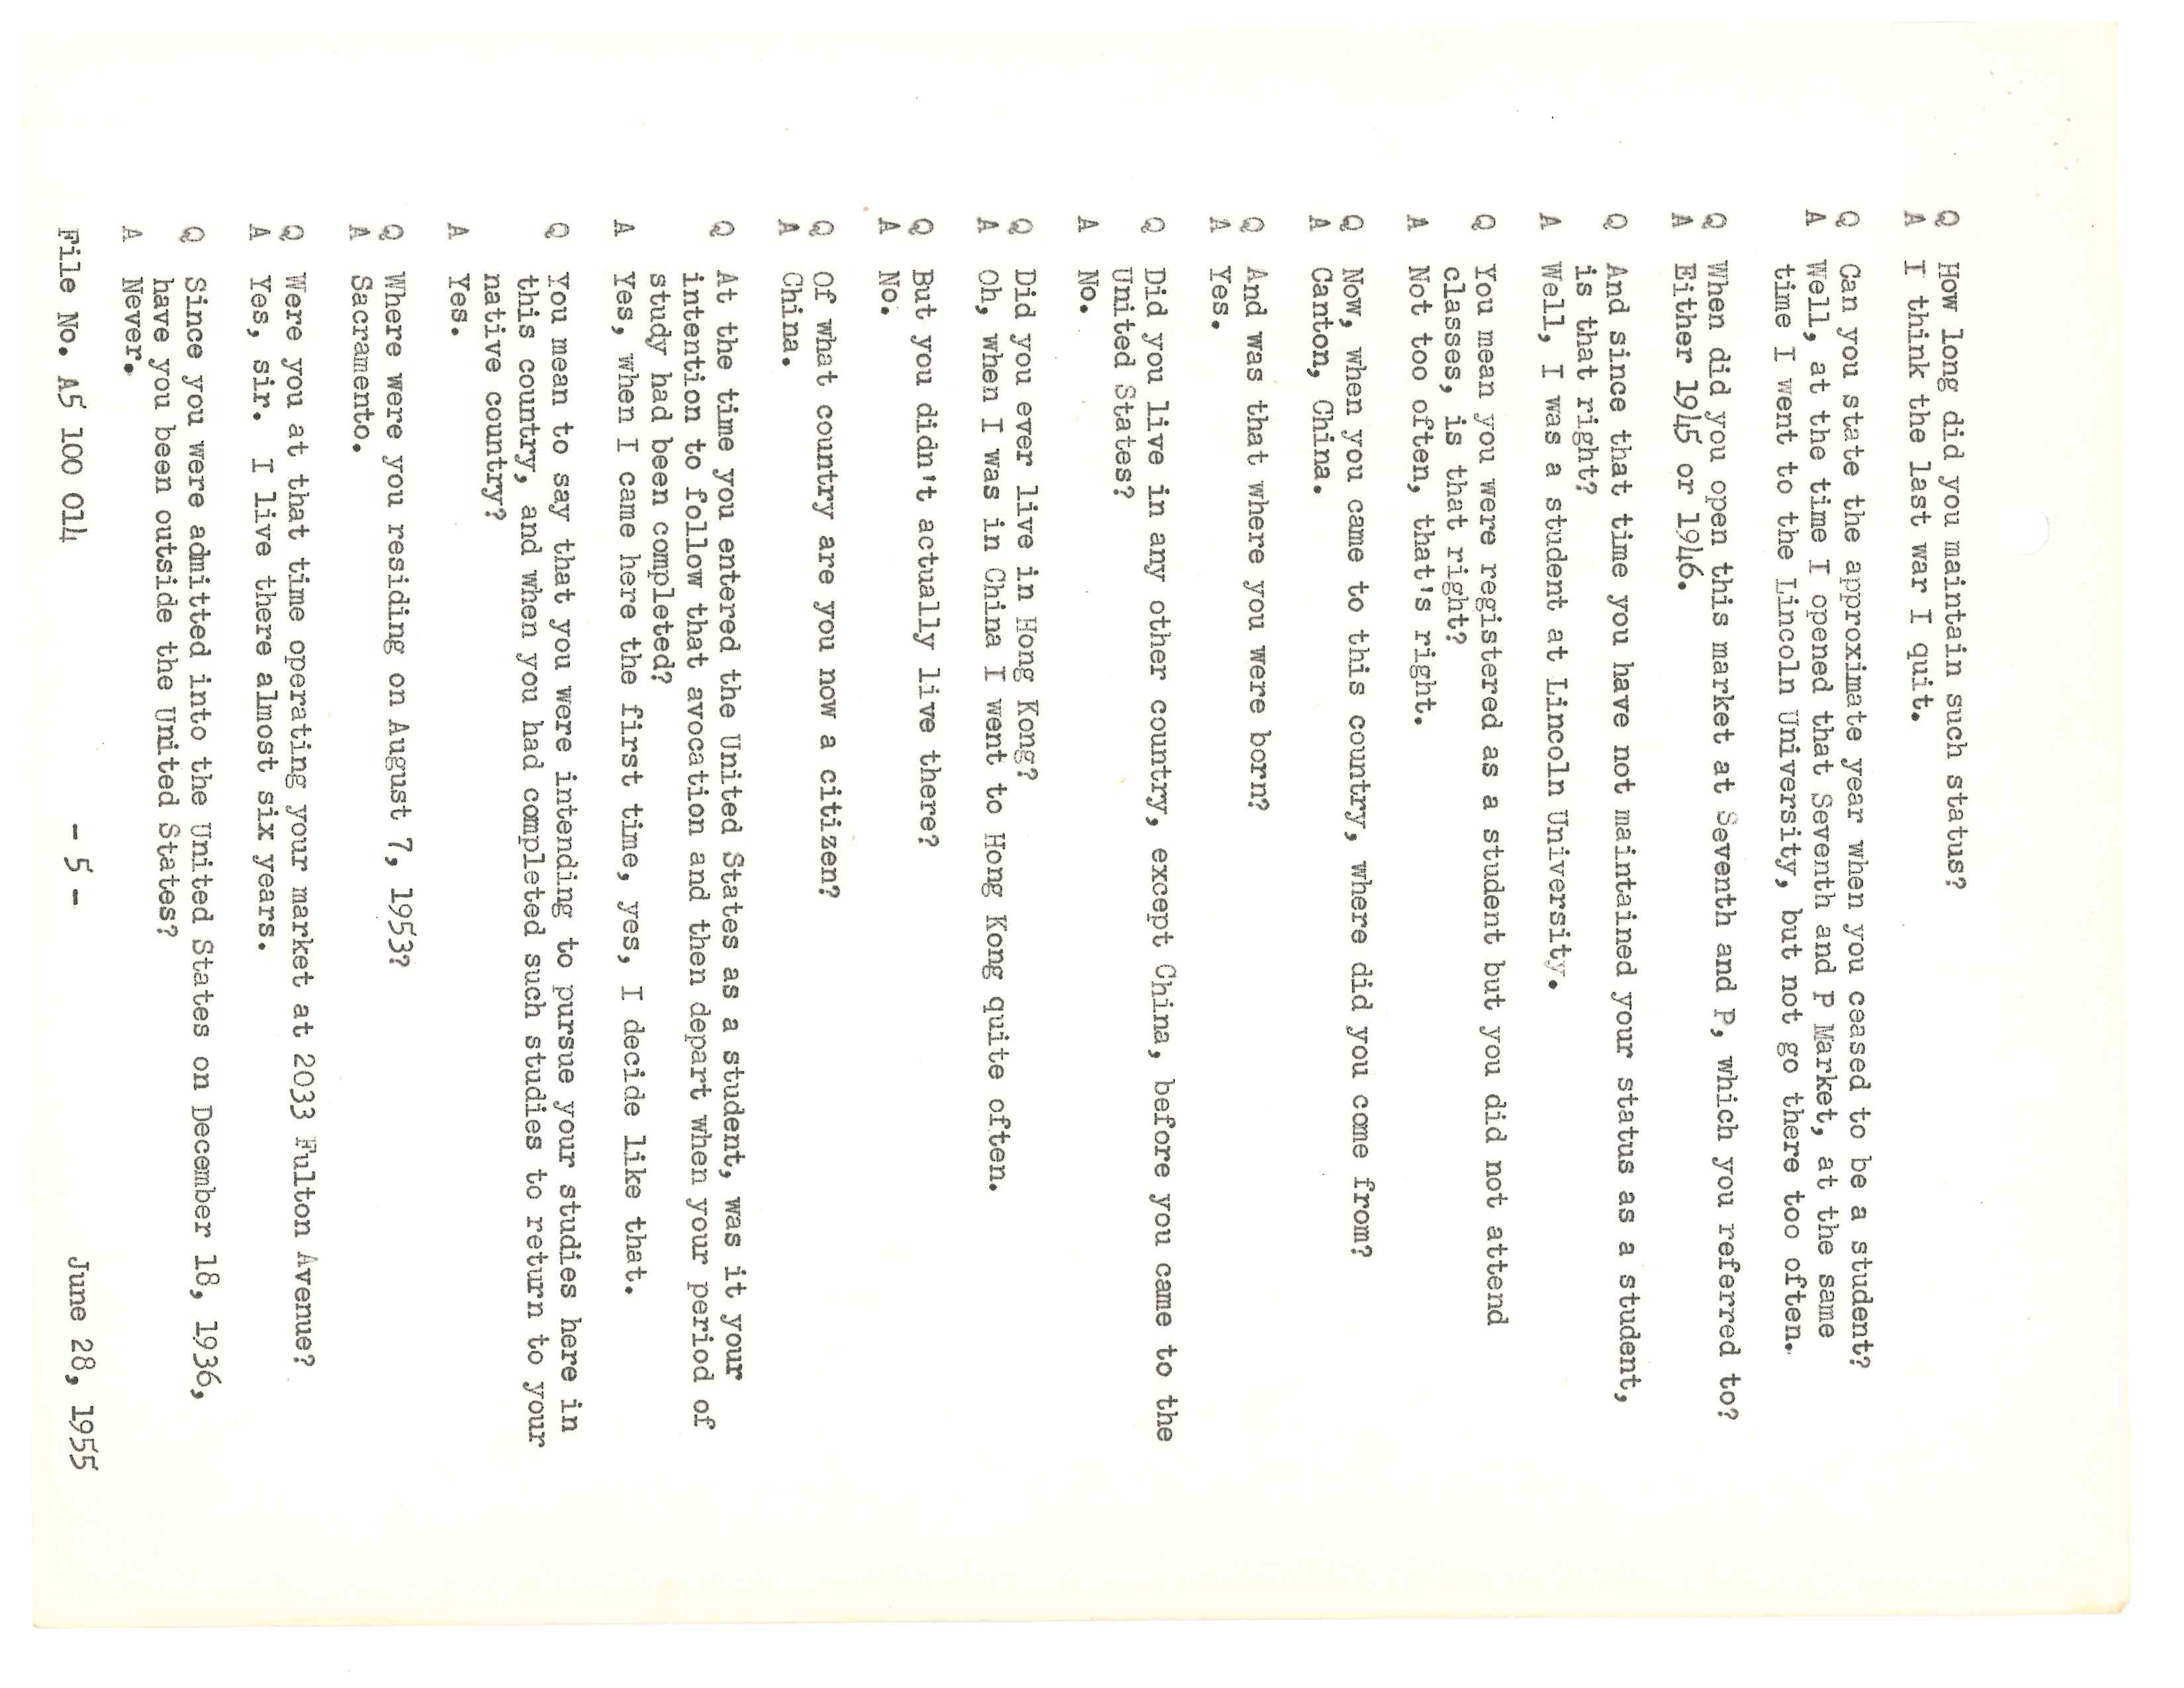 Q How long did you maintain such status?
A I think the last war I quit.
Q Can you state the approximate year when you ceased to be a student?
A Well, at the time I opened that Seventh and P Market, at the same
time I went to the Lincoln University, but not go there too often.
Q When did you open this market at Seventh and P, which you referred to?
A Either 1945 or 1946.
Q And since that time you have not maintained your status as a student,
is that right?
A Well, I was a student at Lincoln University.
Q You mean you were registered as a student but you did not attend
classes, is that right?
A Not too often, that's right.
Q Now, when you came to this country, where did you come from?
A Canton, China.
Q And was that where you were born?
A Yes.
Q Did you live in any other country, except China, before you came to the
United States?
A No.
Q Did you ever live in Hong Kong?
A Oh, when I was in China I went to Hong Kong quite often.
Q But you didn't actually live there?
A No.
Q Of what country are you now a citizen?
A China.
Q At the time you entered the United States as a student, was it your
intention to follow that avocation and then depart when your period of
study had been completed?
A Yes, when I came here the first time, yes, I decide like that.
Q You mean to say that you were intending to pursue your studies here in
this country, and when you had completed such studies to return to your
native country?
A Yes.
Q Where were you residing on August 7, 1953?
A Sacramento.
Q Were you at that time operating your market at 2033 Fulton Avenue?
A Yes, sir. I live there almost six years.
Q Since you were admitted into the United States on December 18, 1936,
have you been outside the United States?
A Never.
File No. A5 100 014 - 5 - June 28, 1955